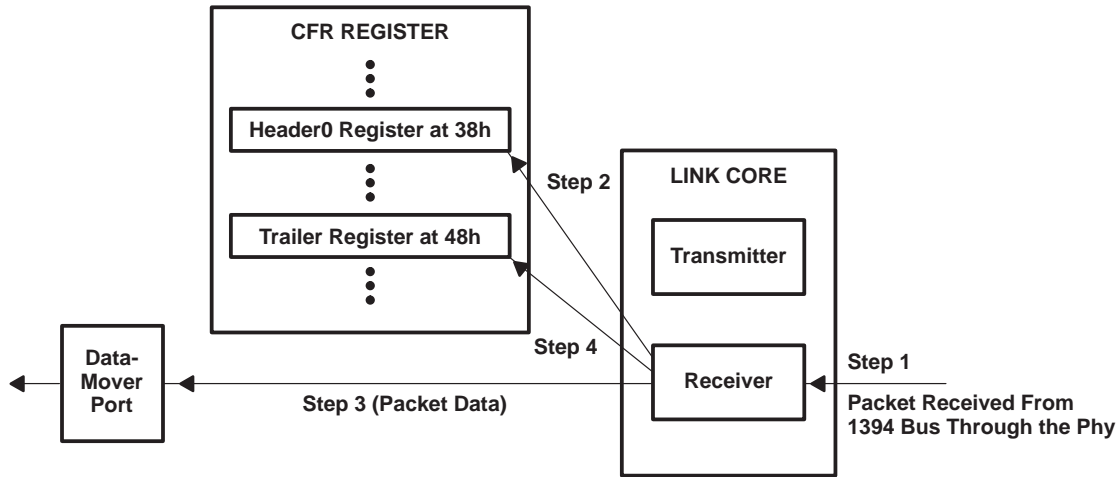 CFR REGISTER
Header0 Register at 38h
Trailer Register at 48h
Step 2
LINK CORE
Transmitter
Receiver
Step 4
Step 1
Packet Received From
1394 Bus Through the Phy
Step 3 (Packet Data)
Data-
Mover
Port